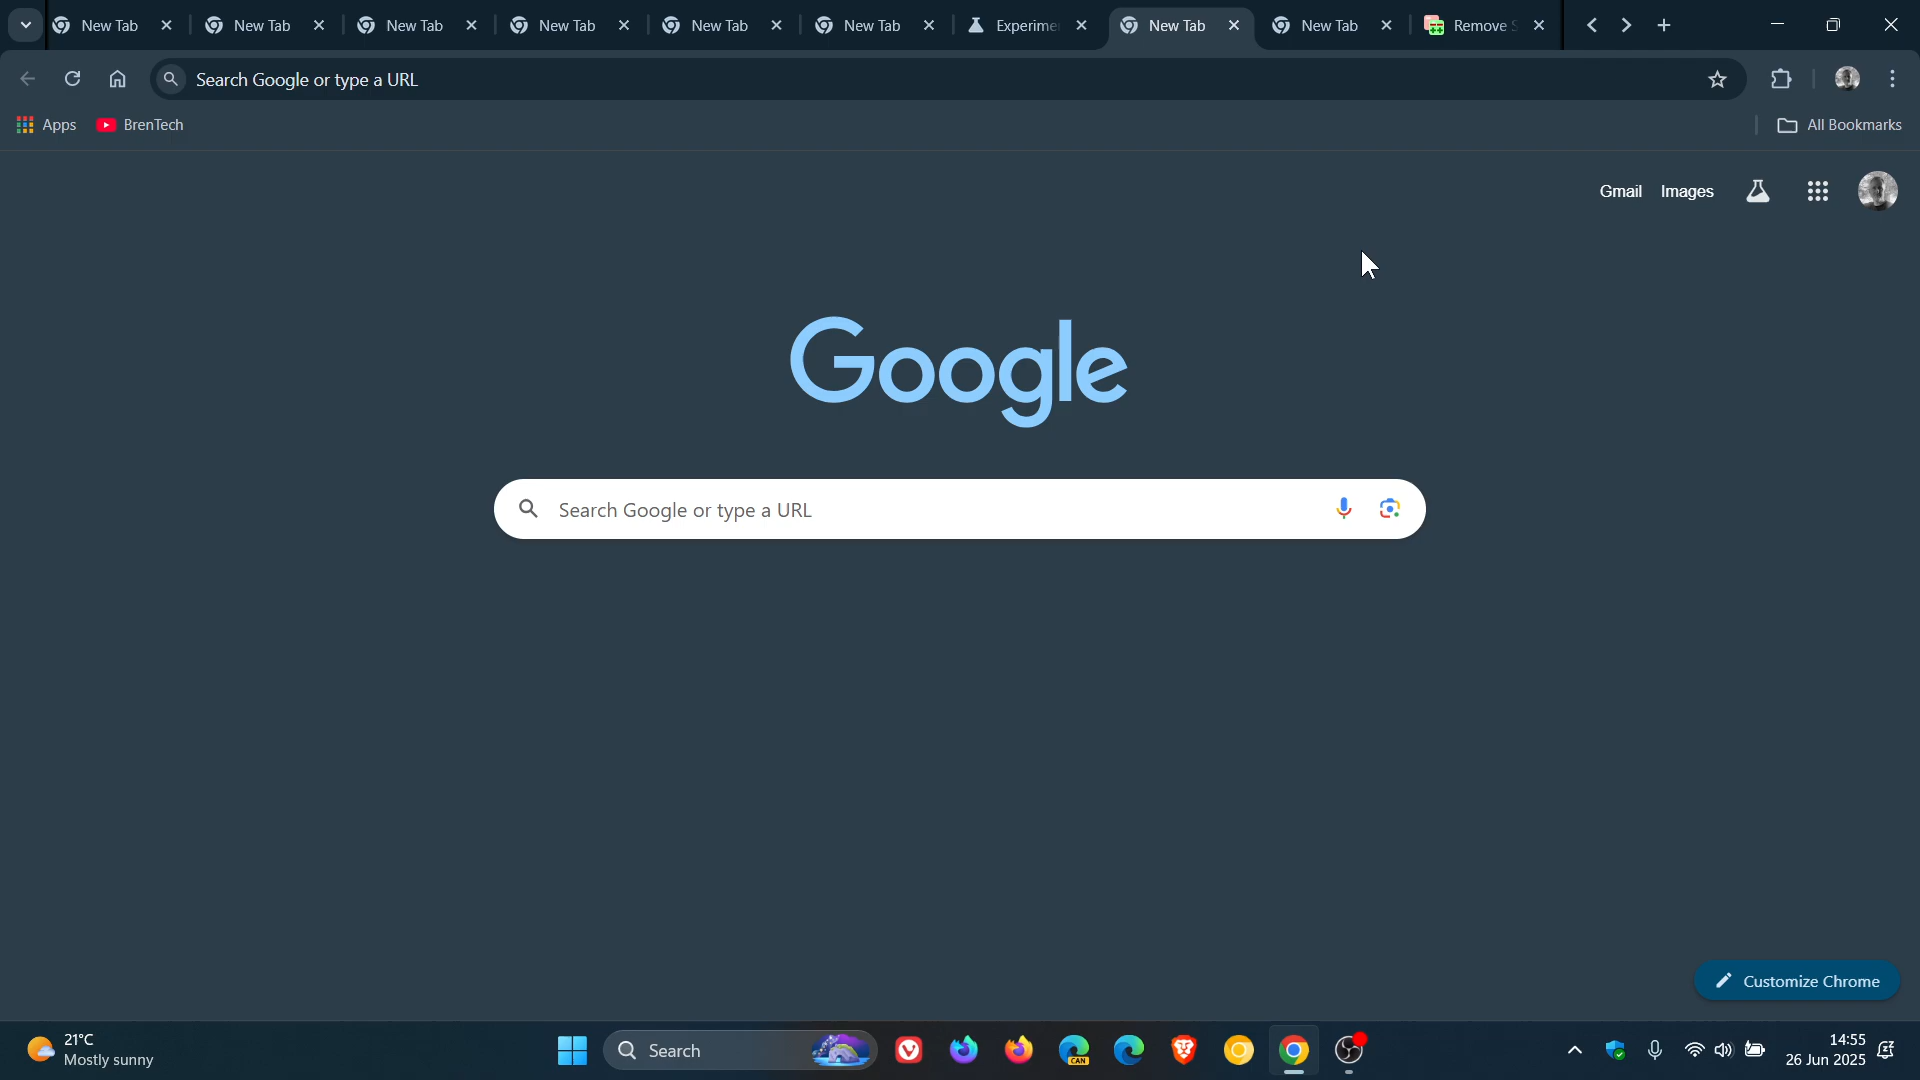 New Tab New Tab New Tab New Tab New Tab New Tab Experime New Tab New Tab Remove S
Search Google or type a URL
Apps BrenTech All Bookmarks
Gmail Images
Google
Search Google or type a URL
Customize Chrome
21°C
Mostly sunny
Search
CAN
14:55
26 Jun 2025